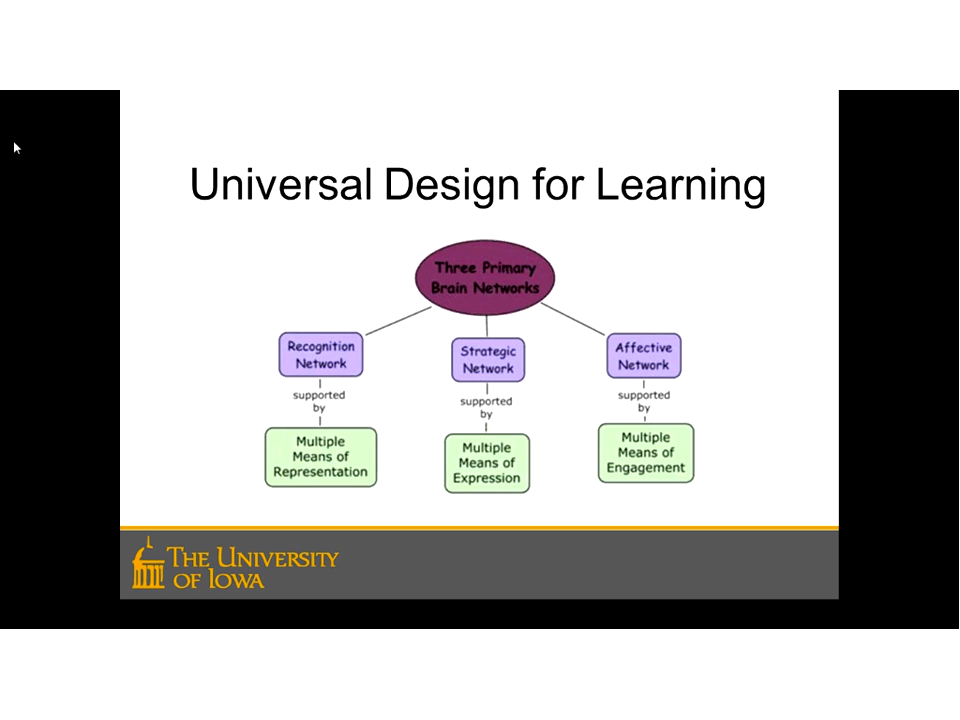 Universal Design for Learning
Three Primary
Brain Networks
Recognition
Network
supported
by
Multiple
Means of
Representation
Strategic
Network
supported
by
Multiple
Means of
Expression
Affective
Network
supported
by
Multiple
Means of
Engagement
THE UNIVERSITY
OF IOWA